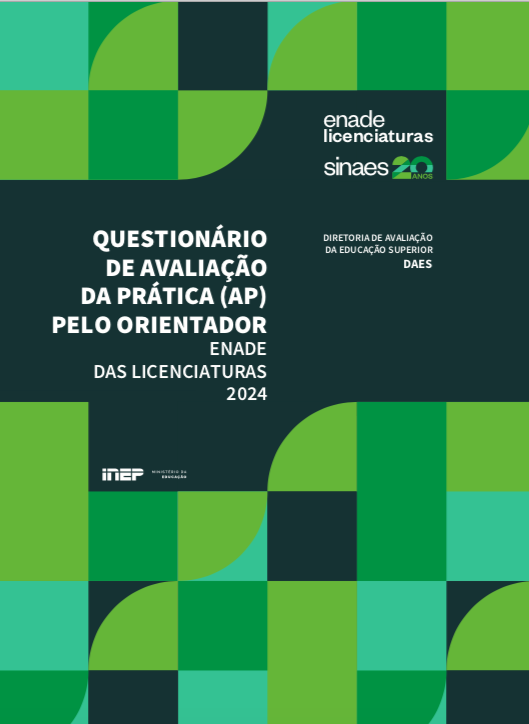 enade
licenciaturas
sinaes 20
ANOS
QUESTIONÁRIO
DE AVALIAÇÃO
DA PRÁTICA (AP)
PELO ORIENTADOR
ENADE
DAS LICENCIATURAS
2024
DIRETORIA DE AVALIAÇÃO
DA EDUCAÇÃO SUPERIOR
DAES
inep
MINISTÉRIO DA
EDUCAÇÃO